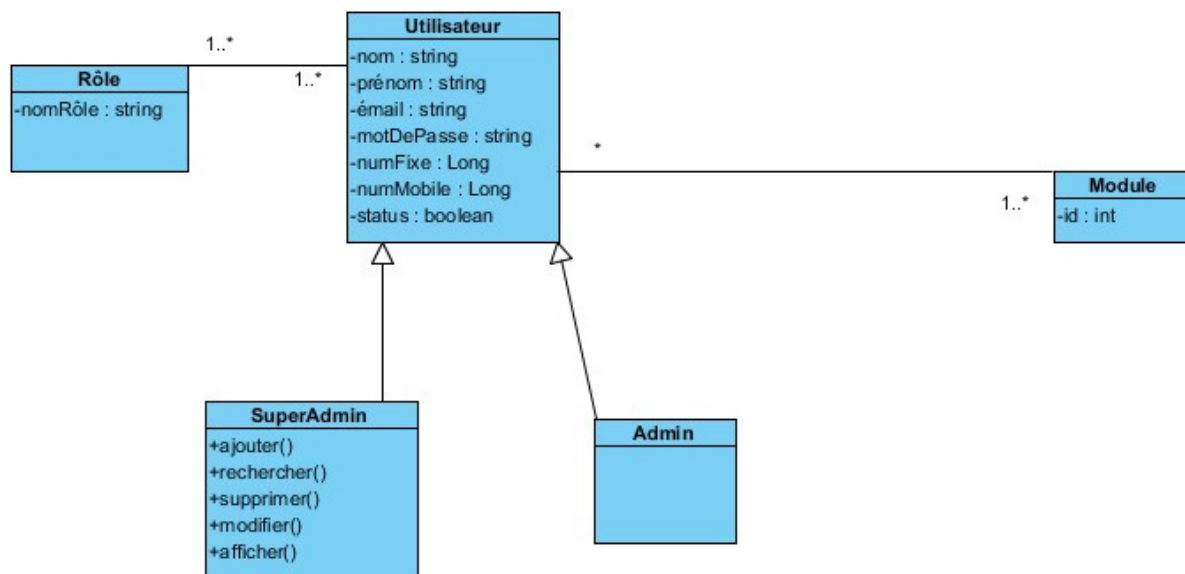 Utilisateur
-nom : string
-prénom : string
-émail : string
-motDePasse : string
-numFixe : Long
-numMobile : Long
-status : boolean
1..*
1..*
Rôle
-nomRôle : string
*
1..*
Module
-id : int
SuperAdmin
+ajouter()
+rechercher()
+supprimer()
+modifier()
+afficher()
Admin